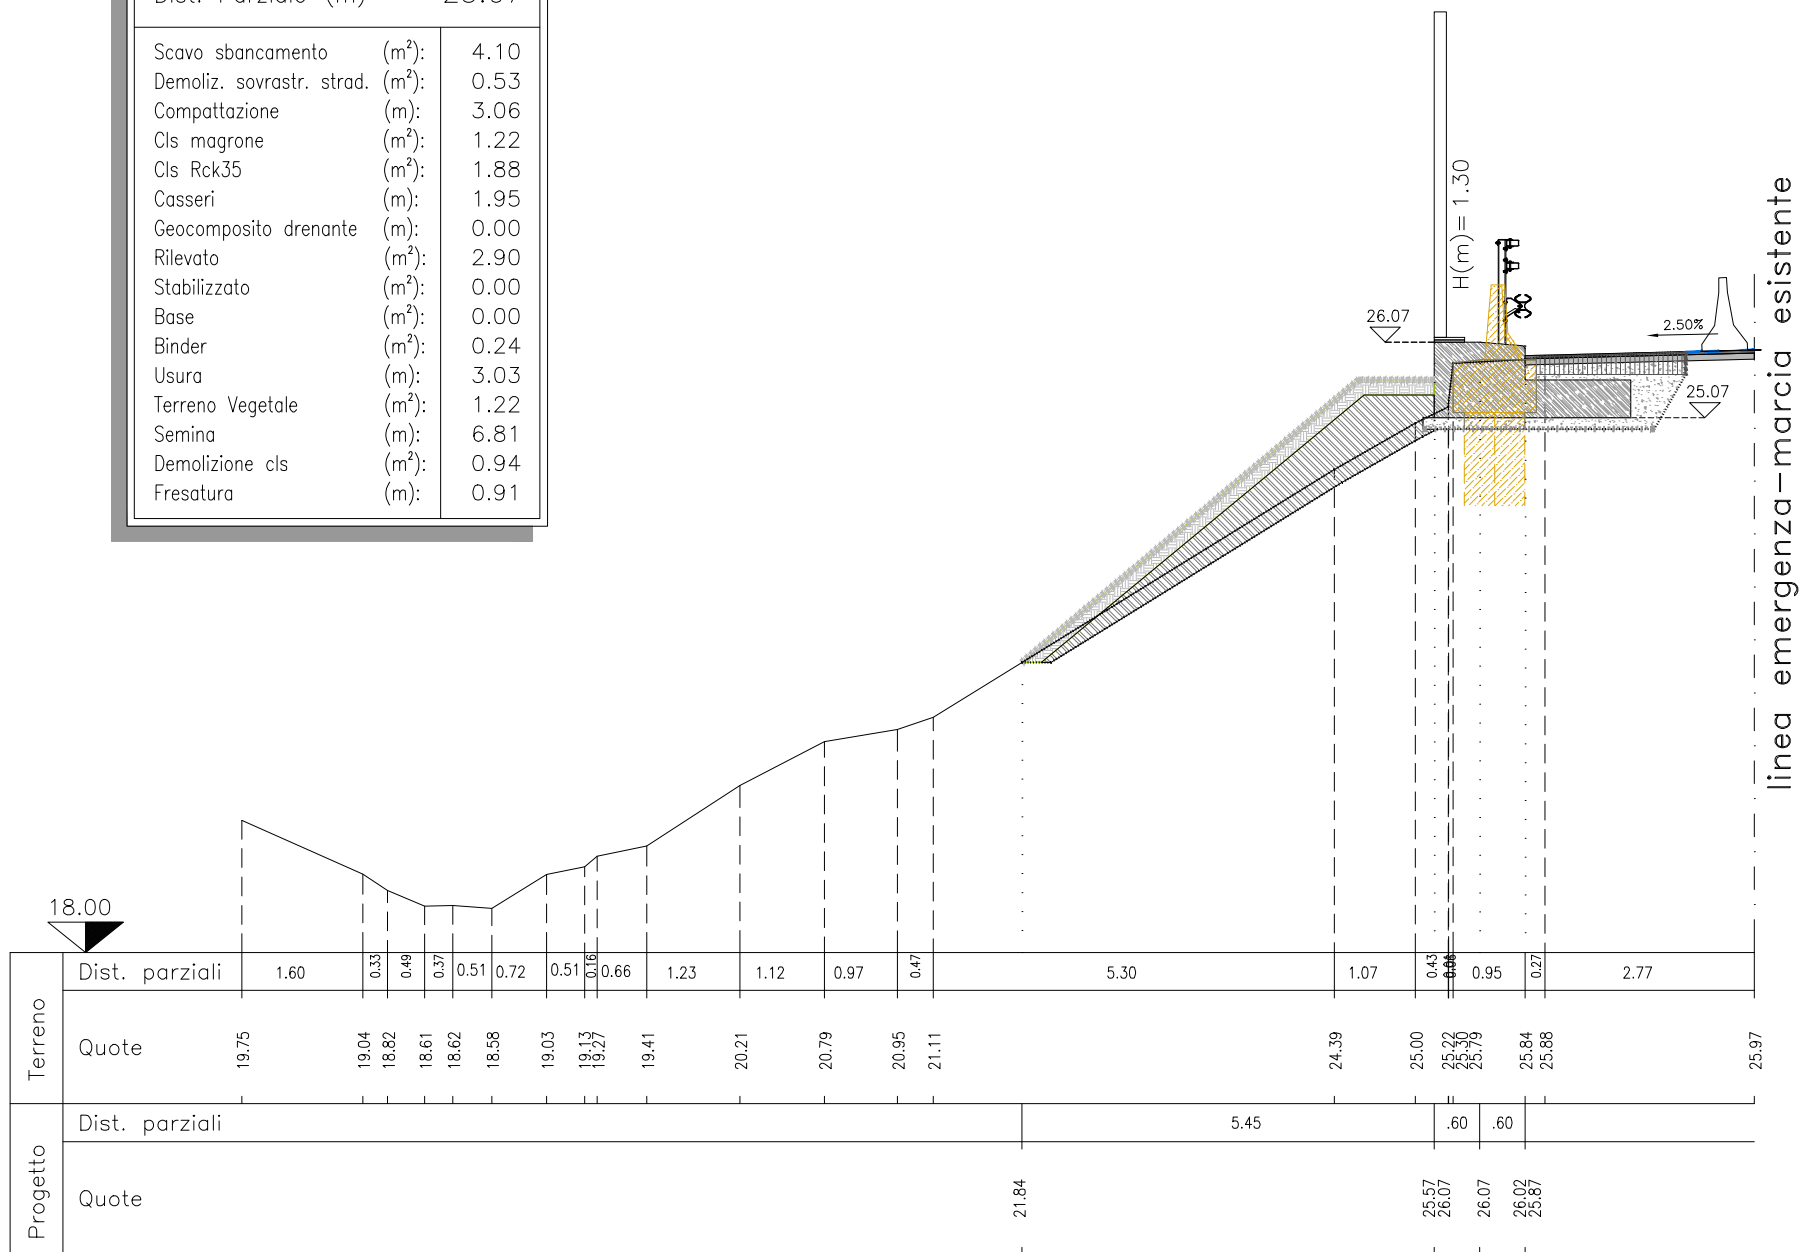 Scavo sbancamento (m²): 4.10
Demoliz. sovrastr. strad. (m²): 0.53
Compattazione (m): 3.06
Cls magrone (m²): 1.22
Cls Rck35 (m²): 1.88
Casseri (m): 1.95
Geocomposito drenante (m): 0.00
Rilevato (m²): 2.90
Stabilizzato (m²): 0.00
Base (m²): 0.00
Binder (m²): 0.24
Usura (m): 3.03
Terreno Vegetale (m²): 1.22
Semina (m): 6.81
Demolizione cls (m²): 0.94
Fresatura (m): 0.91
H(m)= 1.30
26.07
2.50%
25.07
linea emergenza-marcia esistente
18.00
Terreno
Dist. parziali 1.60 0.33 0.49 0.37 0.51 0.72 0.51 0.16 0.66 1.23 1.12 0.97 0.47 5.30 1.07 0.43 0.95 0.27 2.77
Quote 19.75 19.04 18.82 18.61 18.62 18.58 19.03 19.13 19.27 19.41 20.21 20.79 20.95 21.11 24.39 25.00 25.22 25.30 25.79 25.84 25.88 25.97
Progetto
Dist. parziali 5.45 .60 .60
Quote 21.84 25.57 26.07 26.07 26.02 25.87